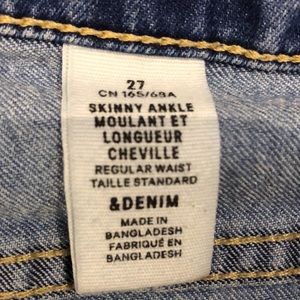 27
CN 165/68A
SKINNY ANKLE
MOULANT ET
LONGUEUR
CHEVILLE
REGULAR WAIST
TAILLE STANDARD
&DENIM
MADE IN
BANGLADESH
FABRIQUÉ EN
BANGLADESH